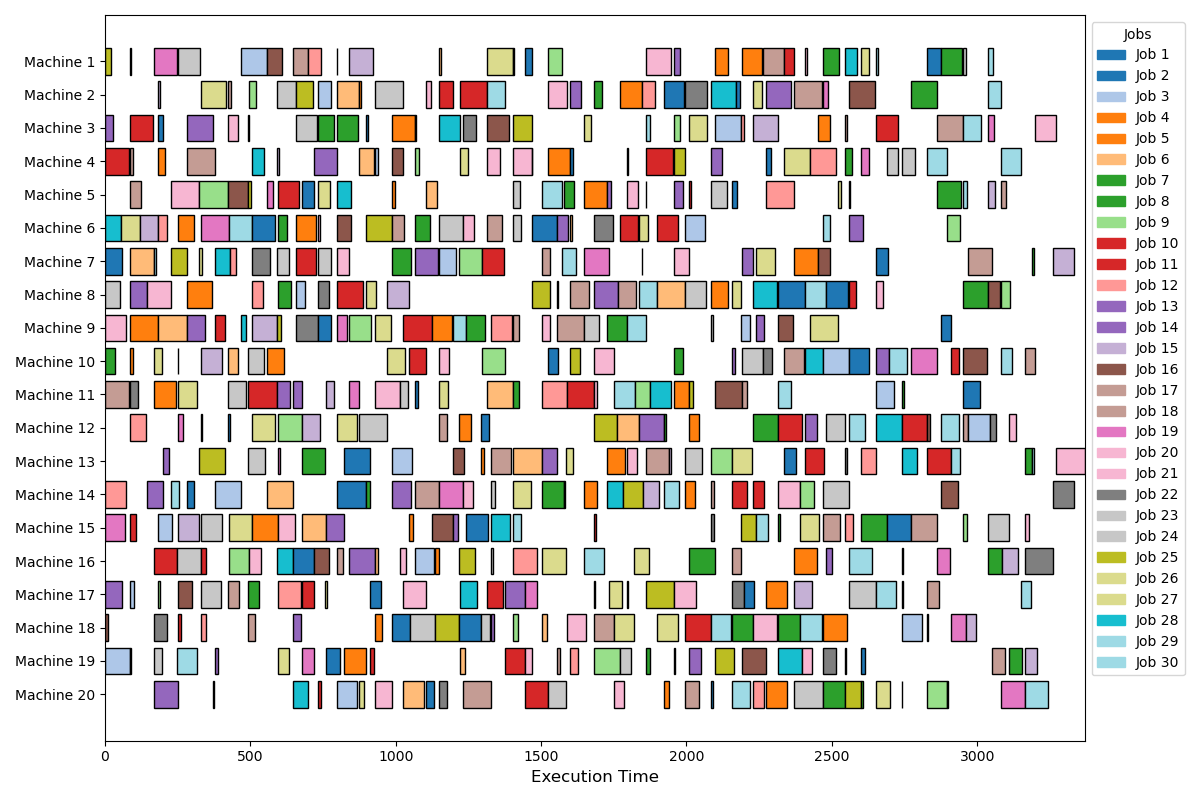 Machine 1
Machine 2
Machine 3
Machine 4
Machine 5
Machine 6
Machine 7
Machine 8
Machine 9
Machine 10
Machine 11
Machine 12
Machine 13
Machine 14
Machine 15
Machine 16
Machine 17
Machine 18
Machine 19
Machine 20
0 500 1000 1500 2000 2500 3000
Execution Time
Jobs
Job 1
Job 2
Job 3
Job 4
Job 5
Job 6
Job 7
Job 8
Job 9
Job 10
Job 11
Job 12
Job 13
Job 14
Job 15
Job 16
Job 17
Job 18
Job 19
Job 20
Job 21
Job 22
Job 23
Job 24
Job 25
Job 26
Job 27
Job 28
Job 29
Job 30